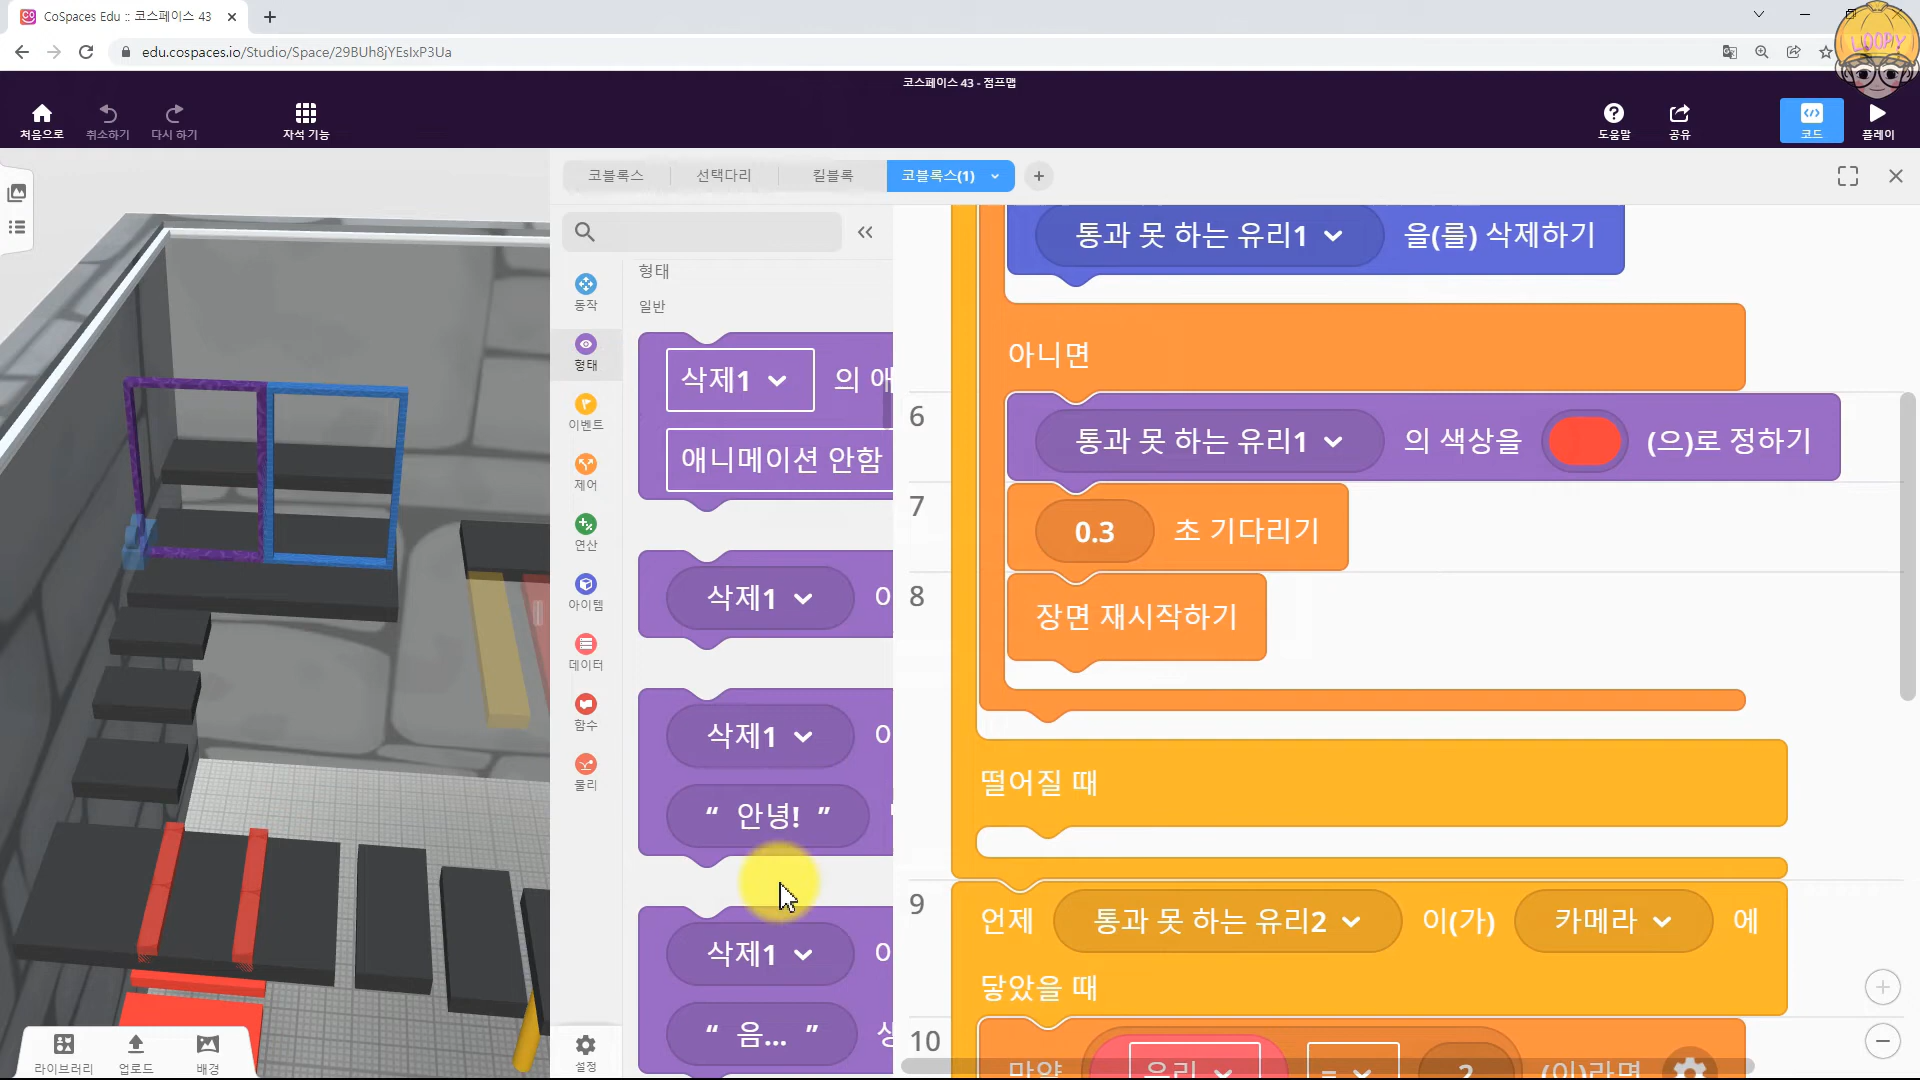 CoSpaces Edu :: 코스페이스 43
edu.cospaces.io/Studio/Space/29BUh8jYEsIxP3Ua
LOOPY
코스페이스 43 - 점프맵
처음으로
취소하기
다시 하기
자석 기능
도움말
공유
코드
플레이
코블록스
선택다리
킬블록
코블록스(1)
동작
형태
이벤트
제어
연산
아이템
데이터
함수
물리
설정
형태
일반
삭제1 의 애
애니메이션 안함
삭제1
삭제1
“ 안녕! ”
삭제1
“ 음... ”
통과 못 하는 유리1 을(를) 삭제하기
아니면
6 통과 못 하는 유리1 의 색상을 (으)로 정하기
7 0.3 초 기다리기
8 장면 재시작하기
떨어질 때
9 언제 통과 못 하는 유리2 이(가) 카메라 에
닿았을 때
10 만약 유리 = 2 (이)라면
라이브러리
업로드
배경